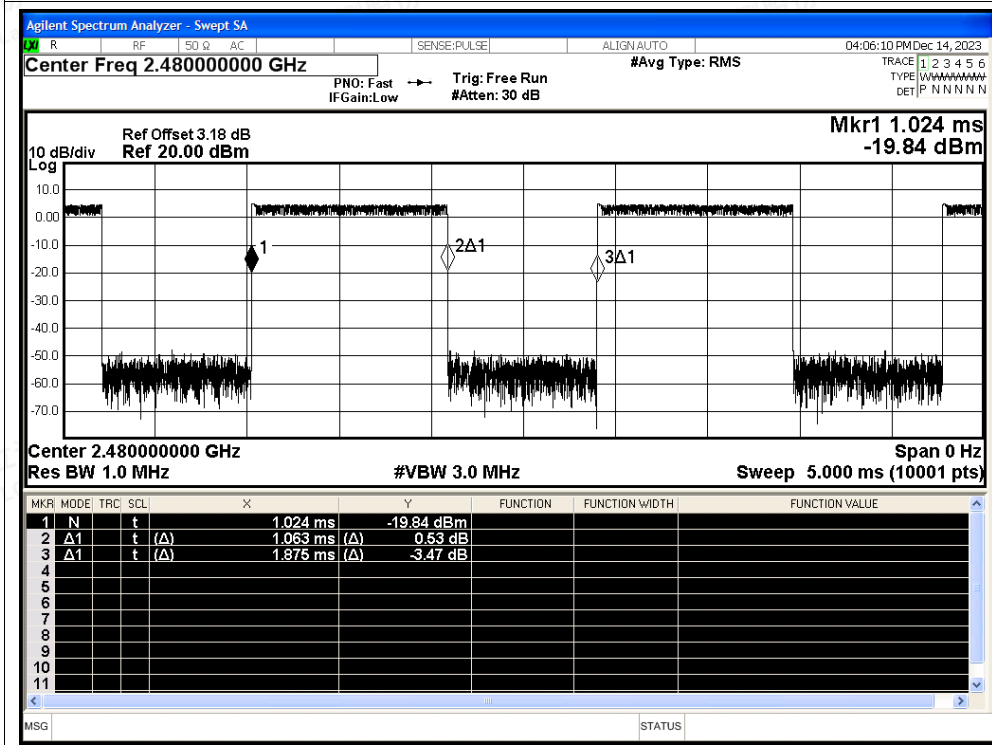 Agilent Spectrum Analyzer - Swept SA
LXI R RF 50 Ω AC SENSE:PULSE ALIGN AUTO 04:06:10 PM Dec 14, 2023
Center Freq 2.480000000 GHz
PNO: Fast
IFGain:Low
Trig: Free Run
#Atten: 30 dB
#Avg Type: RMS
TRACE 1 2 3 4 5 6
TYPE
DET P N N N N N
Mkr1 1.024 ms
-19.84 dBm
Ref Offset 3.18 dB
10 dB/div Ref 20.00 dBm
Log
10.0
0.00
-10.0
-20.0
-30.0
-40.0
-50.0
-60.0
-70.0
1
2Δ1
3Δ1
Center 2.480000000 GHz Span 0 Hz
Res BW 1.0 MHz #VBW 3.0 MHz Sweep 5.000 ms (10001 pts)
MKR MODE TRC SCL X Y FUNCTION FUNCTION WIDTH FUNCTION VALUE
1 N t 1.024 ms -19.84 dBm
2 Δ1 t (Δ) 1.063 ms (Δ) 0.53 dB
3 Δ1 t (Δ) 1.875 ms (Δ) -3.47 dB
4
5
6
7
8
9
10
11
MSG STATUS